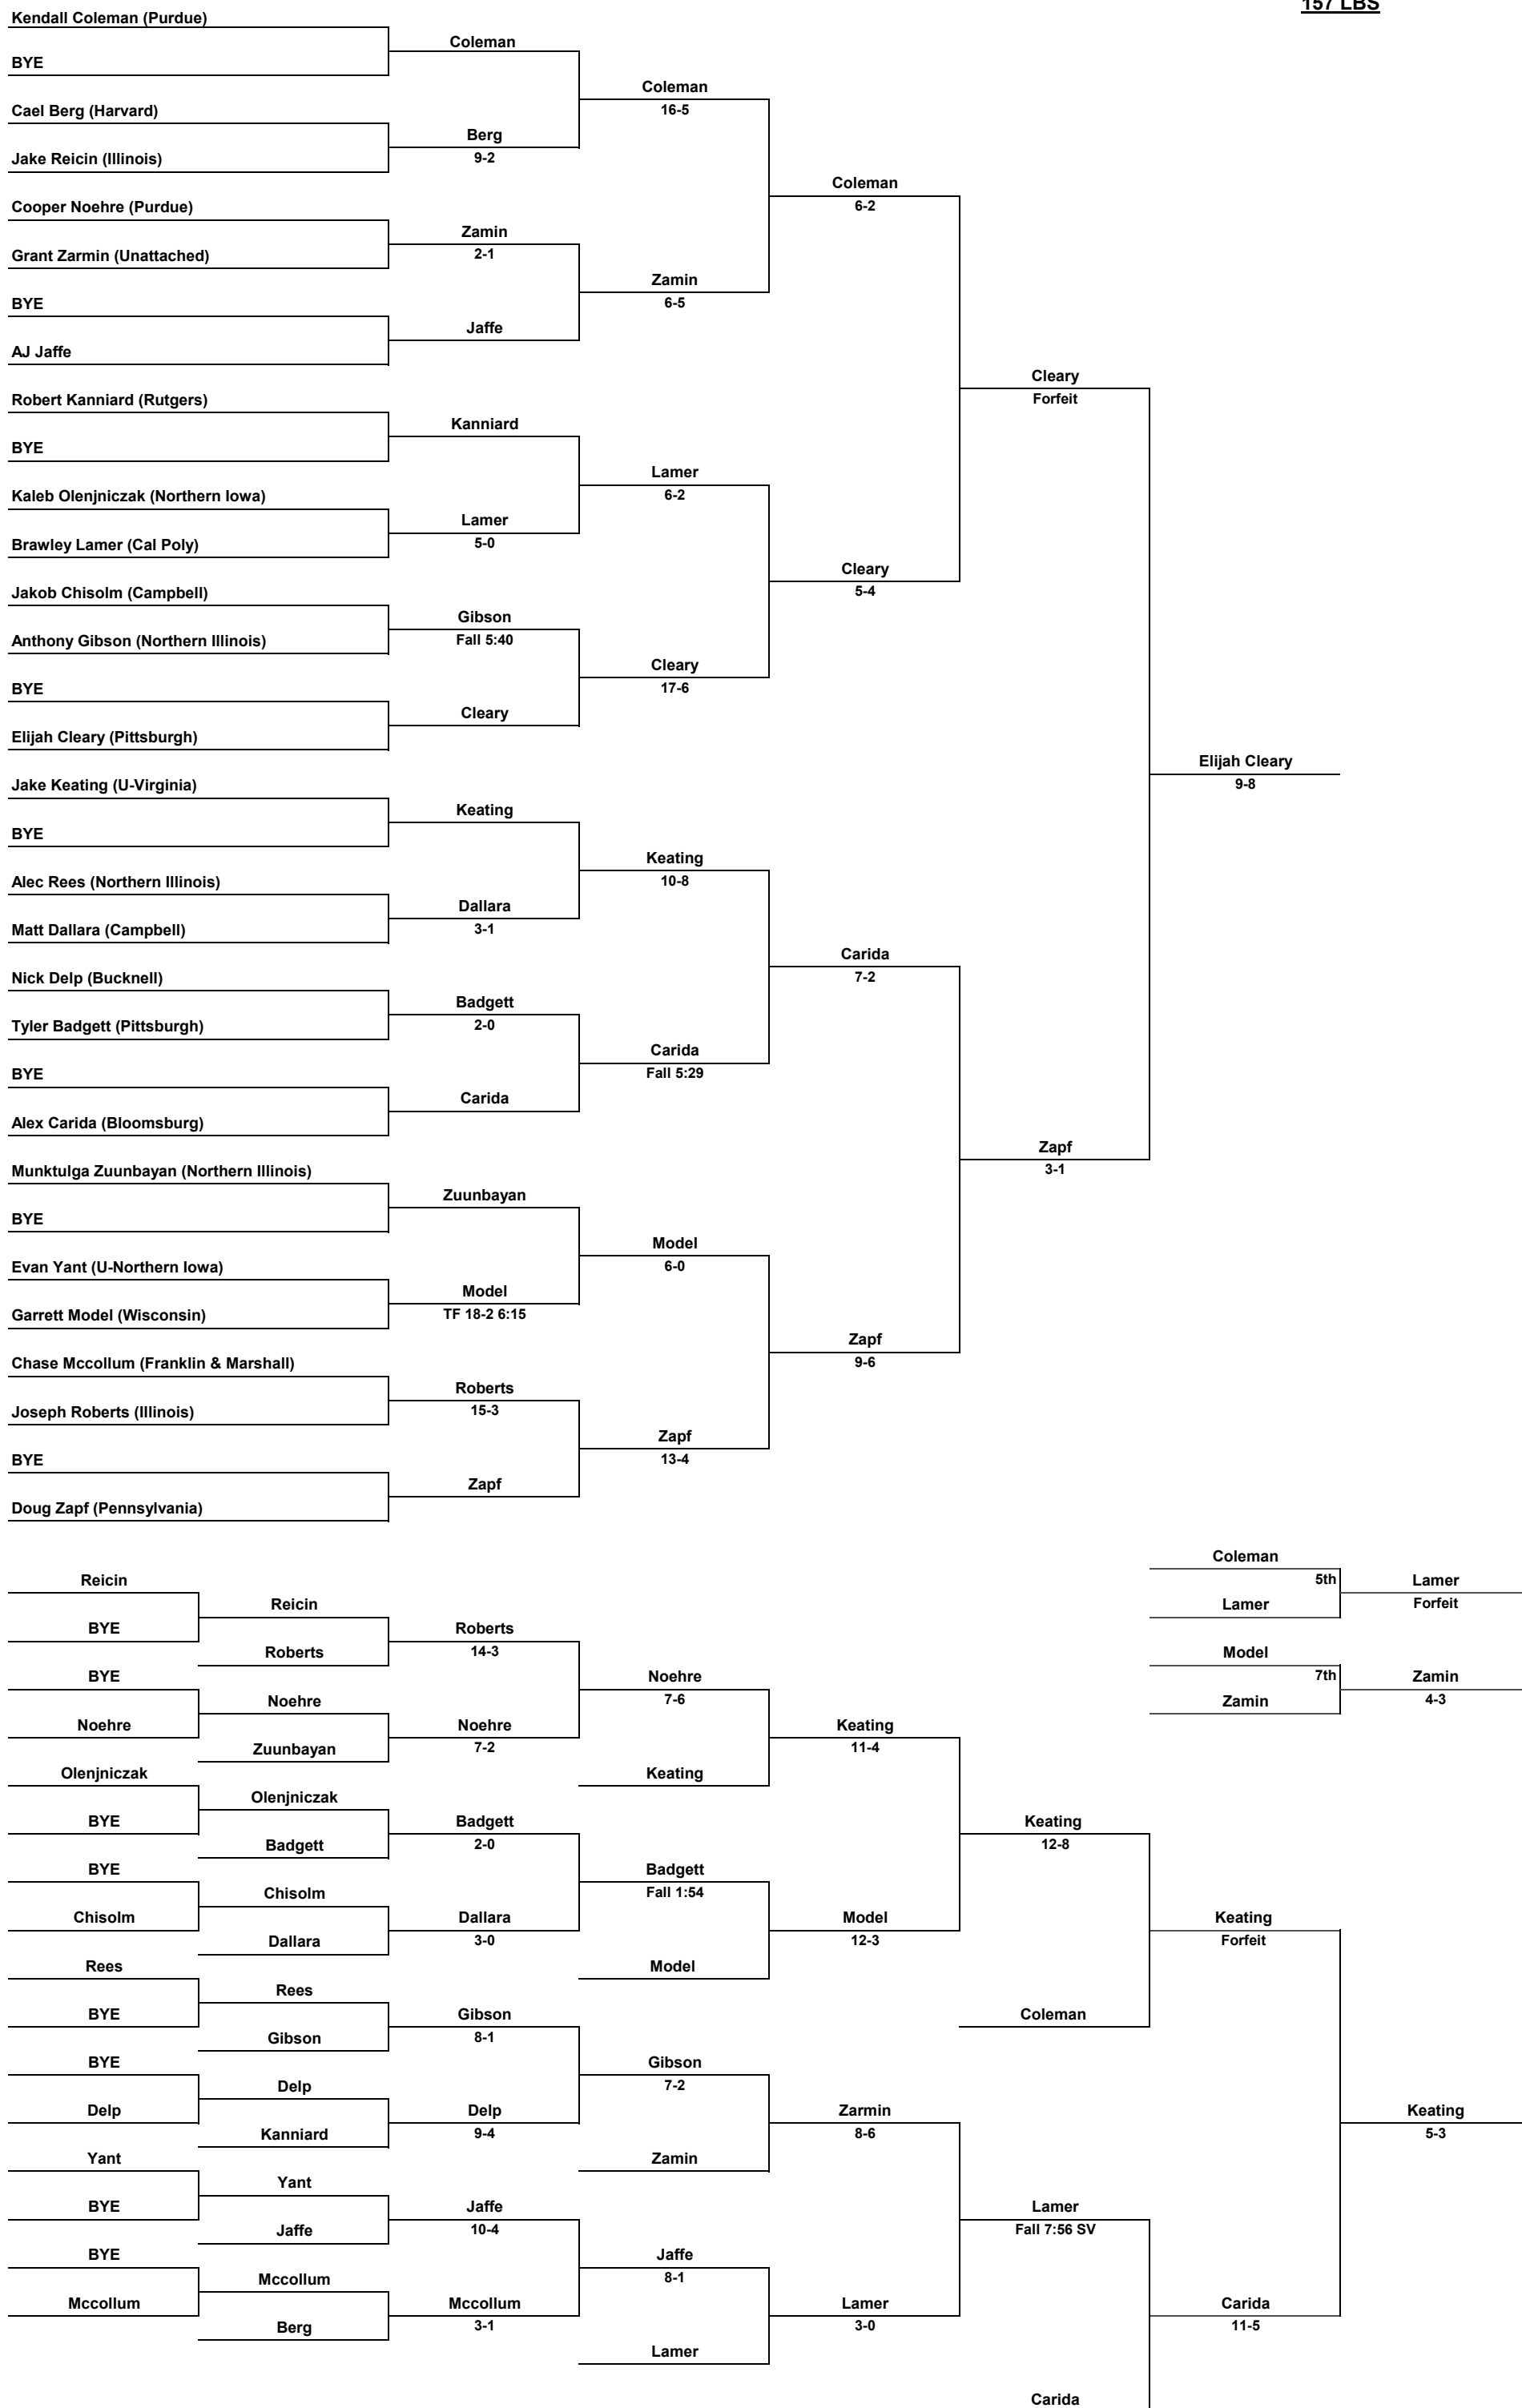 157 LBS
Kendall Coleman (Purdue)
Coleman
BYE
Coleman
16-5
Cael Berg (Harvard)
Berg
9-2
Jake Reicin (Illinois)
Coleman
6-2
Cooper Noehre (Purdue)
Zamin
2-1
Grant Zarmin (Unattached)
Zamin
6-5
BYE
Jaffe
AJ Jaffe
Cleary
Forfeit
Robert Kanniard (Rutgers)
Kanniard
BYE
Lamer
6-2
Kaleb Olenjniczak (Northern Iowa)
Lamer
5-0
Brawley Lamer (Cal Poly)
Cleary
5-4
Jakob Chisolm (Campbell)
Gibson
Fall 5:40
Anthony Gibson (Northern Illinois)
Cleary
17-6
BYE
Cleary
Elijah Cleary (Pittsburgh)
Elijah Cleary
9-8
Jake Keating (U-Virginia)
Keating
BYE
Keating
10-8
Alec Rees (Northern Illinois)
Dallara
3-1
Matt Dallara (Campbell)
Carida
7-2
Nick Delp (Bucknell)
Badgett
2-0
Tyler Badgett (Pittsburgh)
Carida
Fall 5:29
BYE
Carida
Alex Carida (Bloomsburg)
Zapf
3-1
Munktulga Zuunbayan (Northern Illinois)
Zuunbayan
BYE
Model
6-0
Evan Yant (U-Northern Iowa)
Model
TF 18-2 6:15
Garrett Model (Wisconsin)
Zapf
9-6
Chase Mccollum (Franklin & Marshall)
Roberts
15-3
Joseph Roberts (Illinois)
Zapf
13-4
BYE
Zapf
Doug Zapf (Pennsylvania)
Coleman
5th
Lamer
Lamer
Forfeit
Model
7th
Zamin
Zamin
4-3
Reicin
Reicin
BYE
Roberts
14-3
Roberts
BYE
Noehre
7-6
Noehre
Noehre
Noehre
7-2
Keating
11-4
Zuunbayan
Olenjniczak
Keating
Olenjniczak
BYE
Badgett
2-0
Keating
12-8
Badgett
BYE
Badgett
Fall 1:54
Chisolm
Chisolm
Dallara
3-0
Model
12-3
Keating
Forfeit
Dallara
Rees
Model
Rees
BYE
Gibson
8-1
Coleman
Gibson
BYE
Gibson
7-2
Delp
Delp
Delp
9-4
Zarmin
8-6
Keating
5-3
Kanniard
Yant
Zamin
Yant
BYE
Jaffe
10-4
Lamer
Fall 7:56 SV
Jaffe
BYE
Jaffe
8-1
Mccollum
Mccollum
Mccollum
3-1
Lamer
3-0
Carida
11-5
Berg
Lamer
Carida